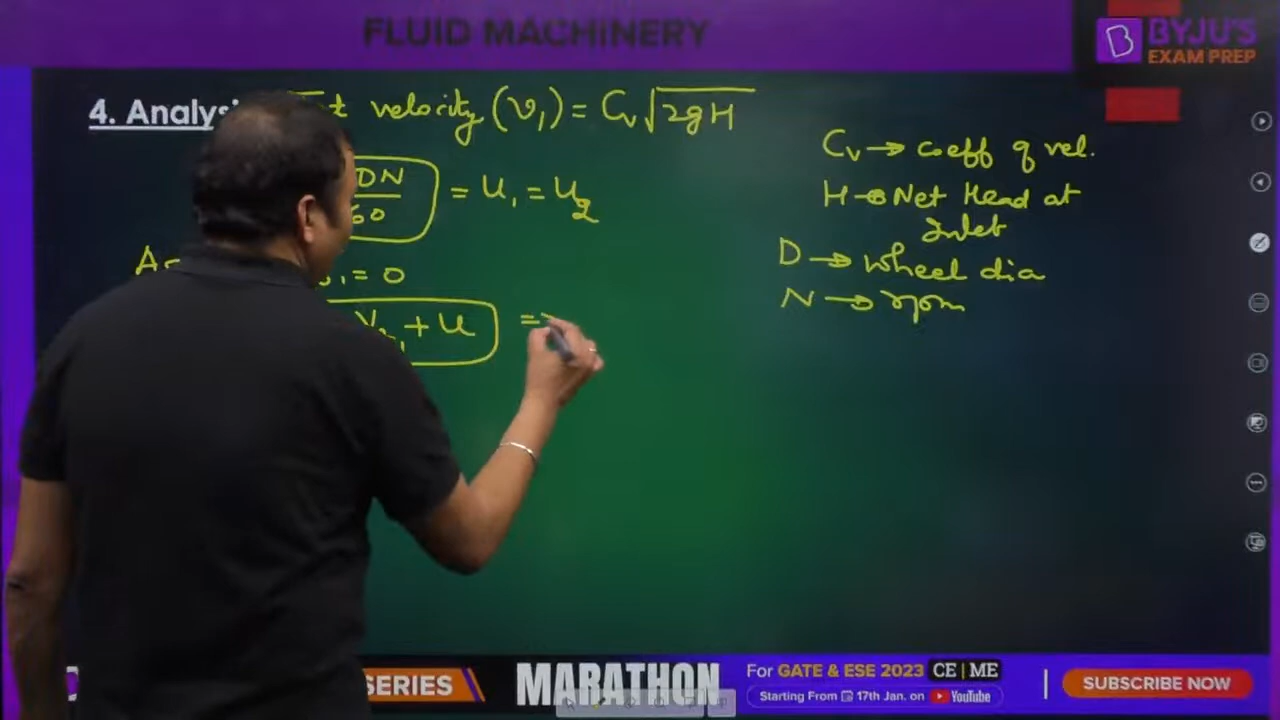 FLUID MACHINERY
BYJU'S
EXAM PREP
4. Analysi
t velocity (v₁) = Cv√2gH
Cv → coeff of vel.
DN
60
= u₁ = u₂
H → Net Head at
Inlet
D → wheel dia
₁ = 0
N → rpm
Vr₁ + u
=
SERIES
MARATHON
For GATE & ESE 2023 CE | ME
Starting From 17th Jan. on YouTube
SUBSCRIBE NOW